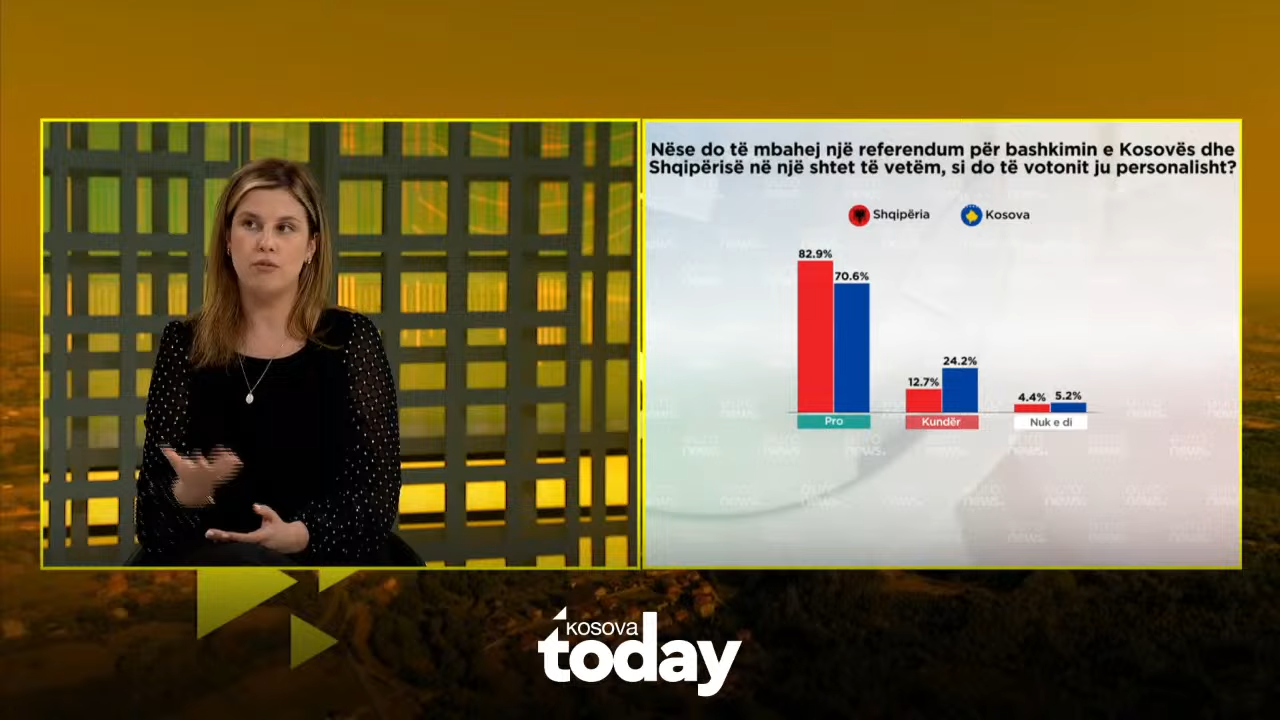 Nëse do të mbahej një referendum për bashkimin e Kosovës dhe
Shqipërisë në një shtet të vetëm, si do të votonit ju personalisht?
Shqipëria
Kosova
82.9%
70.6%
12.7%
24.2%
4.4%
5.2%
Pro
Kundër
Nuk e di
euro
news.
KOSOVA
today